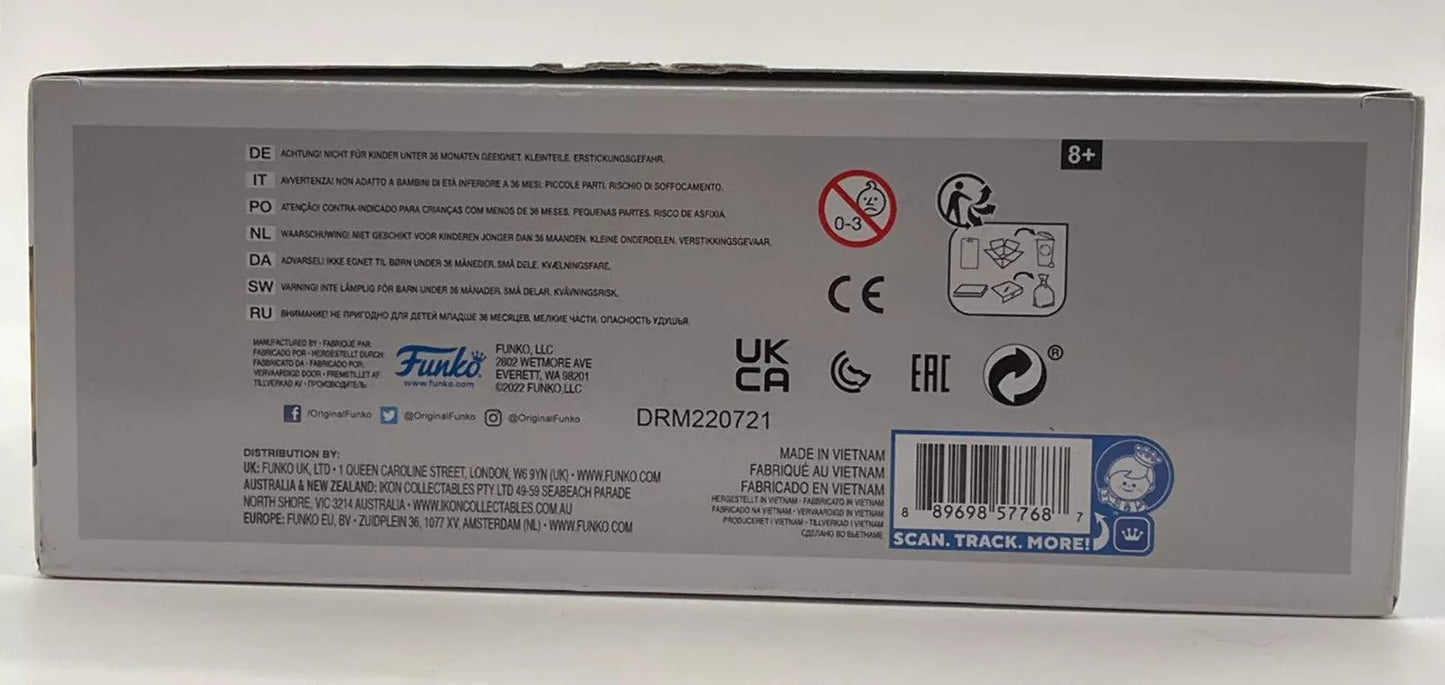 8+
DE ACHTUNG! NICHT FÜR KINDER UNTER 36 MONATEN GEEIGNET. KLEINTEILE. ERSTICKUNGSGEFAHR.
IT AVVERTENZA! NON ADATTO A BAMBINI DI ETÀ INFERIORE A 36 MESI. PICCOLE PARTI. RISCHIO DI SOFFOCAMENTO.
PO ATENÇÃO! CONTRA-INDICADO PARA CRIANÇAS COM MENOS DE 36 MESES. PEQUENAS PARTES. RISCO DE ASFIXIA.
NL WAARSCHUWING! NIET GESCHIKT VOOR KINDEREN JONGER DAN 36 MAANDEN. KLEINE ONDERDELEN. VERSTIKKINGSGEVAAR.
DA ADVARSEL! IKKE EGNET TIL BØRN UNDER 36 MÅNEDER. SMÅ DELE. KVÆLNINGSFARE.
SW VARNING! INTE LÄMPLIG FÖR BARN UNDER 36 MÅNADER. SMÅ DELAR. KVÄVNINGSRISK.
RU ВНИМАНИЕ! НЕ ПРИГОДНО ДЛЯ ДЕТЕЙ МЛАДШЕ 36 МЕСЯЦЕВ. МЕЛКИЕ ЧАСТИ. ОПАСНОСТЬ УДУШЬЯ.
0-3
CE
MANUFACTURED BY • FABRIQUÉ PAR:
FABRICADO POR • HERGESTELLT DURCH:
FABBRICATO DA • FABRICADO POR:
VERVAARDIGD DOOR • FREMSTILLET AF:
TILLVERKAD AV • ПРОИЗВОДИТЕЛЬ:
Funko
www.funko.com
FUNKO, LLC
2802 WETMORE AVE
EVERETT, WA 98201
©2022 FUNKO,LLC
UK
CA
EAC
®
/OriginalFunko @OriginalFunko @OriginalFunko
DRM220721
DISTRIBUTION BY:
UK: FUNKO UK, LTD • 1 QUEEN CAROLINE STREET, LONDON, W6 9YN (UK) • WWW.FUNKO.COM
AUSTRALIA & NEW ZEALAND: IKON COLLECTABLES PTY LTD 49-59 SEABEACH PARADE
NORTH SHORE, VIC 3214 AUSTRALIA • WWW.IKONCOLLECTABLES.COM.AU
EUROPE: FUNKO EU, BV • ZUIDPLEIN 36, 1077 XV, AMSTERDAM (NL) • WWW.FUNKO.COM
MADE IN VIETNAM
FABRIQUÉ AU VIETNAM
FABRICADO EN VIETNAM
HERGESTELLT IN VIETNAM • FABBRICATO IN VIETNAM
FABRICADO NA VIETNAM • VERVAARDIGD IN VIETNAM
PRODUCERET I VIETNAM • TILLVERKAD I VIETNAM
СДЕЛАНО ВО ВЬЕТНАМЕ
8 89698 57768 7
SCAN. TRACK. MORE!